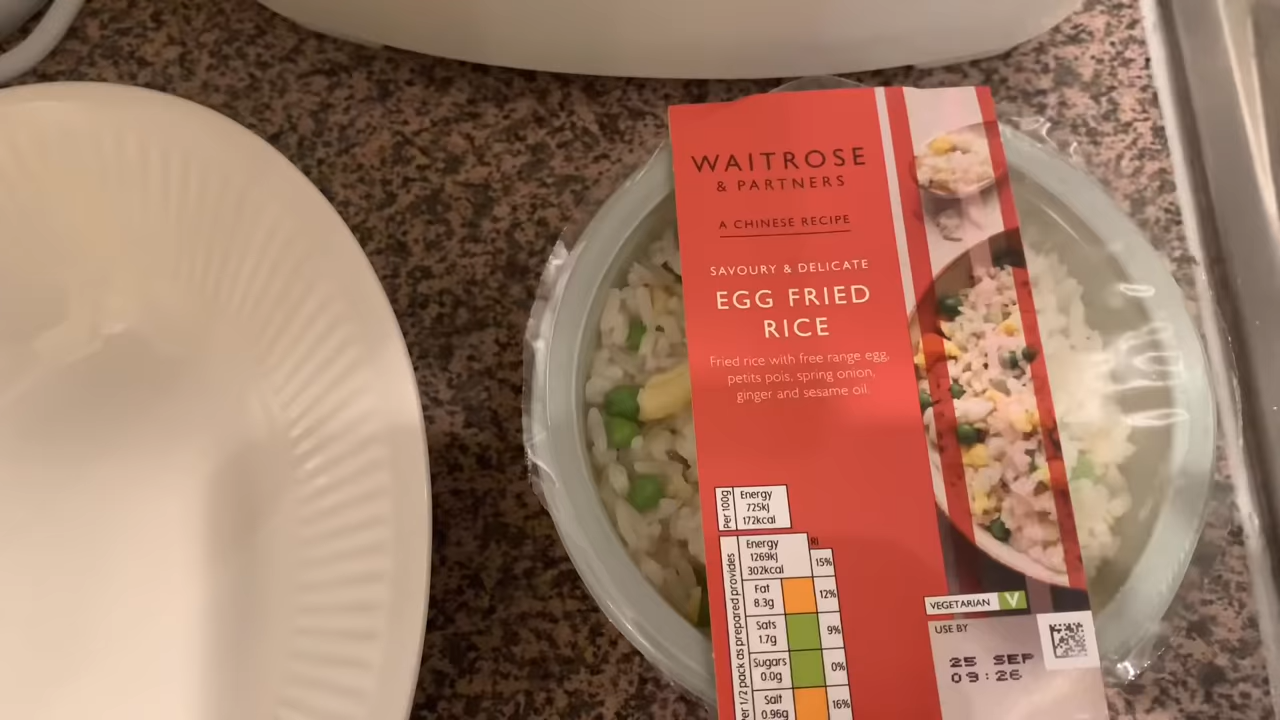 WAITROSE
& PARTNERS
A CHINESE RECIPE
SAVOURY & DELICATE
EGG FRIED
RICE
Fried rice with free range egg,
petits pois, spring onion,
ginger and sesame oil.
Per 100g
Energy
725kJ
172kcal
1/2 pack as prepared provides
RI
Energy
1269kJ
302kcal
15%
Fat
8.3g
12%
Sats
1.7g
9%
Sugars
0.0g
0%
Salt
0.96g
16%
VEGETARIAN V
USE BY
25 SEP
09:26